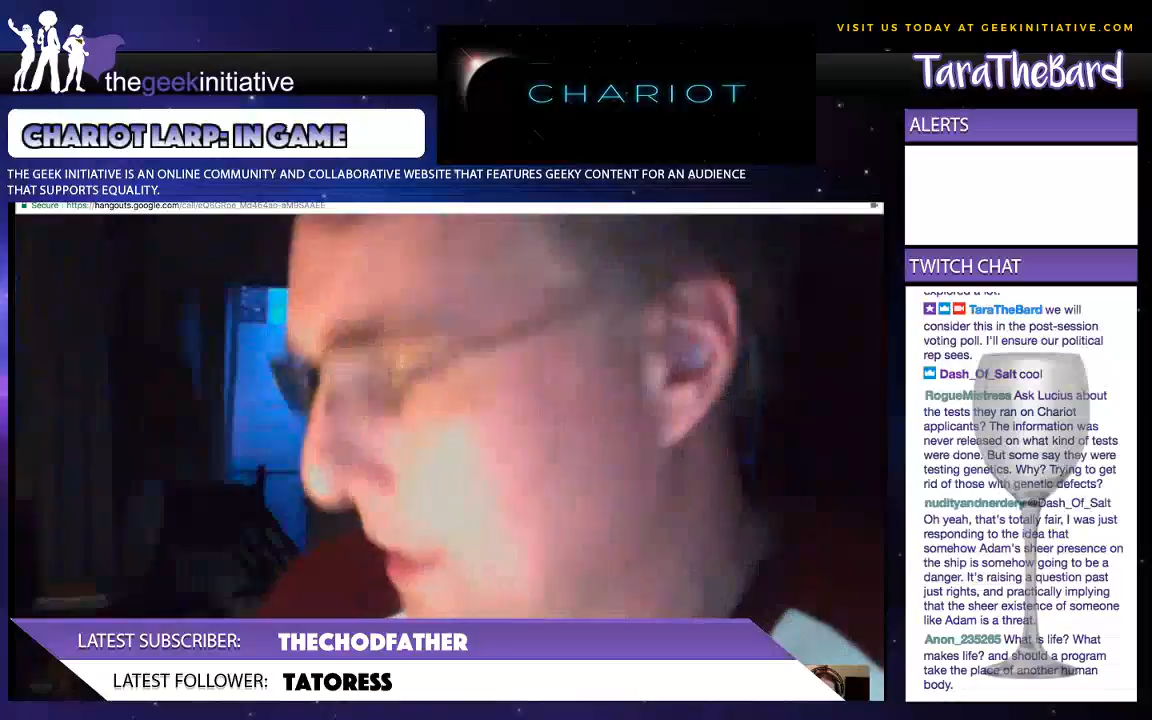 VISIT US TODAY AT GEEKINITIATIVE.COM
thegeekinitiative
CHARIOT
TaraTheBard
CHARIOT LARP: IN GAME
THE GEEK INITIATIVE IS AN ONLINE COMMUNITY AND COLLABORATIVE WEBSITE THAT FEATURES GEEKY CONTENT FOR AN AUDIENCE
THAT SUPPORTS EQUALITY.
Secure https://hangouts.google.com/call/
ALERTS
TWITCH CHAT
explored a lot.
TaraTheBard we will
consider this in the post-session
voting poll. I'll ensure our political
rep sees.
Dash_Of_Salt cool
RogueMistress Ask Lucius about
the tests they ran on Chariot
applicants? The information was
never released on what kind of tests
were done. But some say they were
testing genetics. Why? Trying to get
rid of those with genetic defects?
nudityandnerdery @Dash_Of_Salt
Oh yeah, that's totally fair, I was just
responding to the idea that
somehow Adam's sheer presence on
the ship is somehow going to be a
danger. It's raising a question past
just rights, and practically implying
that the sheer existence of someone
like Adam is a threat.
Anon_235265 What is life? What
makes life? and should a program
take the place of another human
body.
LATEST SUBSCRIBER: THECHODFATHER
LATEST FOLLOWER: TATORESS